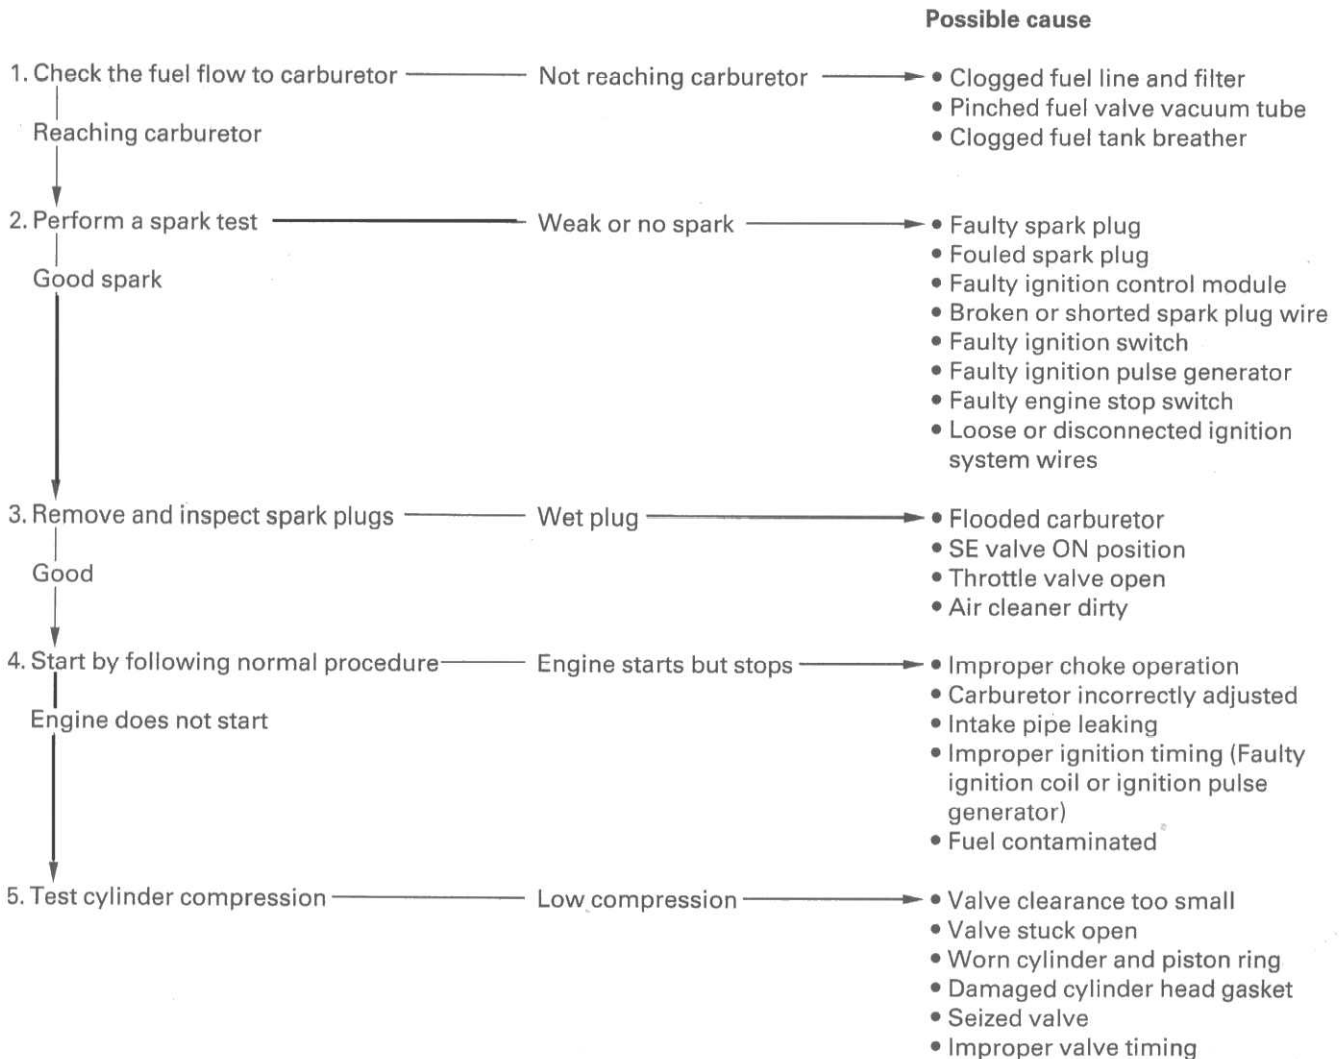 Possible cause
1. Check the fuel flow to carburetor
Not reaching carburetor
• Clogged fuel line and filter
• Pinched fuel valve vacuum tube
• Clogged fuel tank breather
Reaching carburetor
2. Perform a spark test
Weak or no spark
• Faulty spark plug
• Fouled spark plug
• Faulty ignition control module
• Broken or shorted spark plug wire
• Faulty ignition switch
• Faulty ignition pulse generator
• Faulty engine stop switch
• Loose or disconnected ignition
system wires
Good spark
3. Remove and inspect spark plugs
Wet plug
• Flooded carburetor
• SE valve ON position
• Throttle valve open
• Air cleaner dirty
Good
4. Start by following normal procedure
Engine starts but stops
• Improper choke operation
• Carburetor incorrectly adjusted
• Intake pipe leaking
• Improper ignition timing (Faulty
ignition coil or ignition pulse
generator)
• Fuel contaminated
Engine does not start
5. Test cylinder compression
Low compression
• Valve clearance too small
• Valve stuck open
• Worn cylinder and piston ring
• Damaged cylinder head gasket
• Seized valve
• Improper valve timing